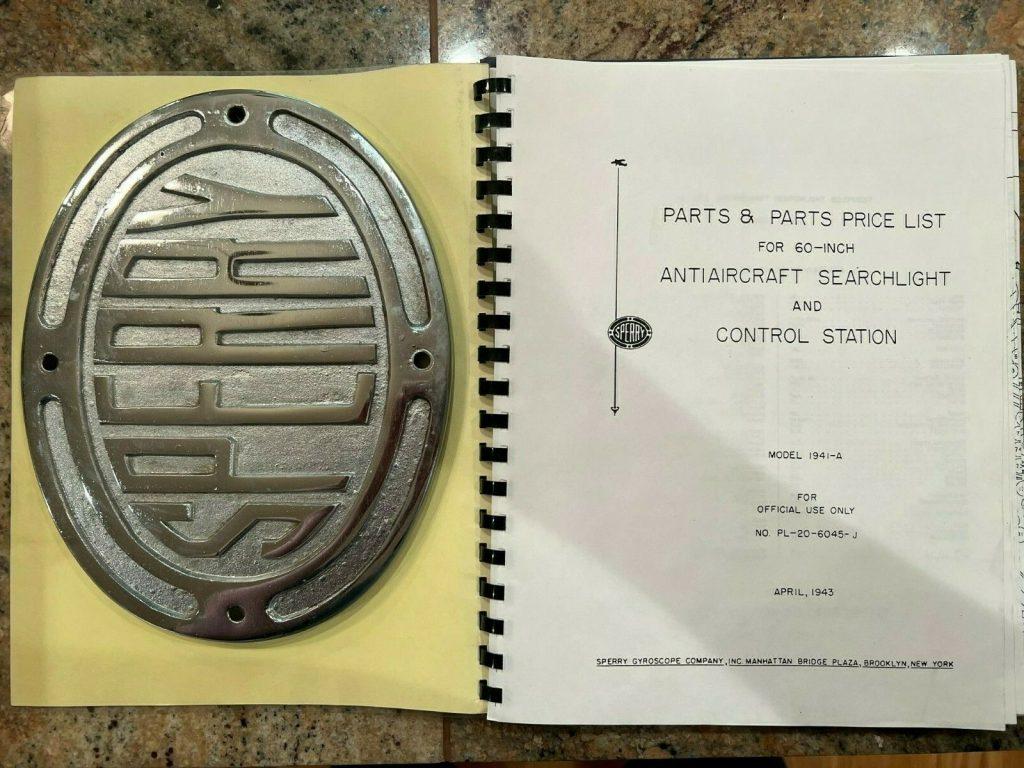 SPERRY
PARTS & PARTS PRICE LIST
FOR 60-INCH
ANTIAIRCRAFT SEARCHLIGHT
AND
CONTROL STATION
SPERRY
MODEL 1941-A
FOR
OFFICIAL USE ONLY
NO. PL-20-6045-J
APRIL, 1943
SPERRY GYROSCOPE COMPANY, INC. MANHATTAN BRIDGE PLAZA, BROOKLYN, NEW YORK